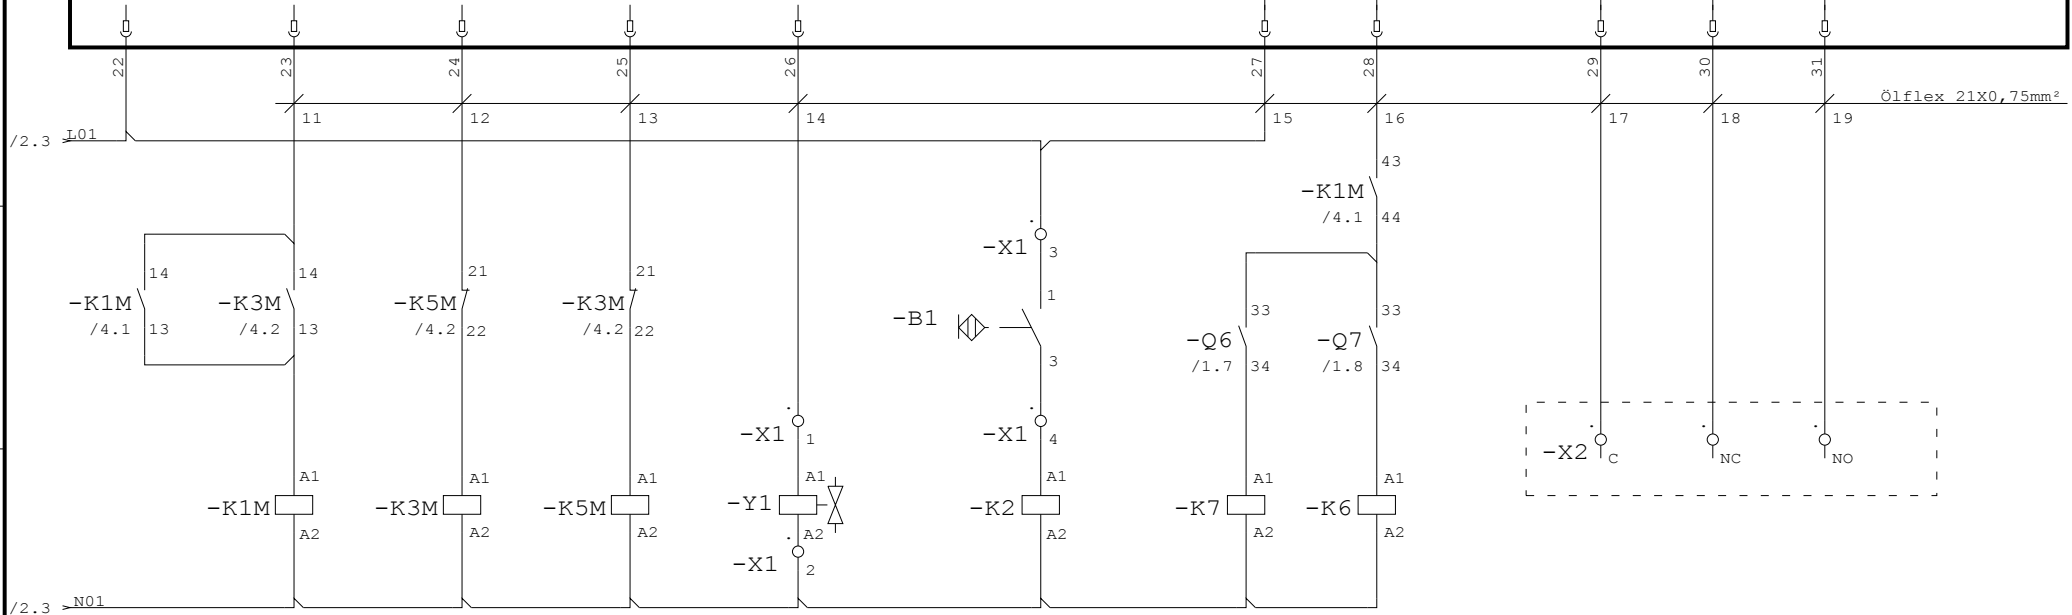 22 23 24 25 26 27 28 29 30 31
Ölflex 21X0,75mm²
11 12 13 14 15 16 17 18 19
L01
/2.3
43
-K1M
/4.1 44
-X1 3
14 14 21 21
1
-K1M -K3M -K5M -K3M
/4.1 13 /4.2 13 /4.2 22 /4.2 22
-B1
33 33
-Q6 -Q7
3
/1.7 34 /1.8 34
-X1 1 -X1 4
-X2 C NC NO
A1 A1 A1 A1 A1 A1 A1
-K1M -K3M -K5M -Y1 -K2 -K7 -K6
A2 A2 A2 A2 A2 A2 A2
-X1 2
N01
/2.3